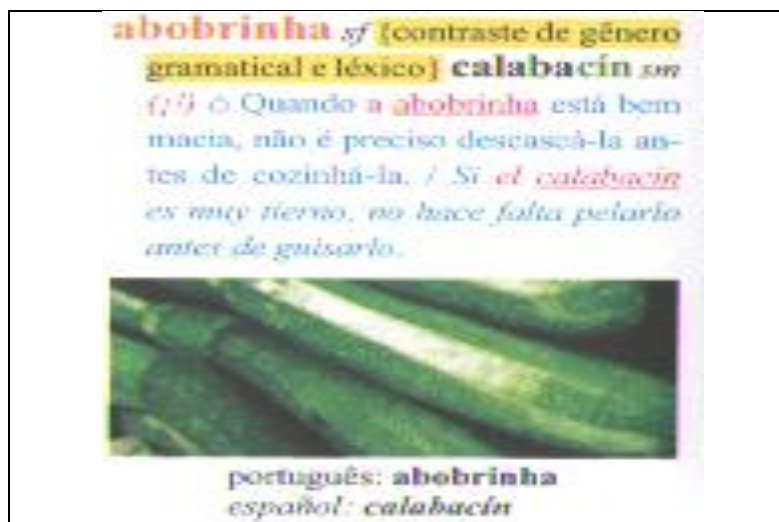 abobrinha sf {contraste de gênero
gramatical e léxico} calabacín sm
◇ Quando a abobrinha está bem
macia, não é preciso descascá-la an-
tes de cozinhá-la. / Si el calabacín
es muy tierno, no hace falta pelarlo
antes de guisarlo.
português: abobrinha
español: calabacín